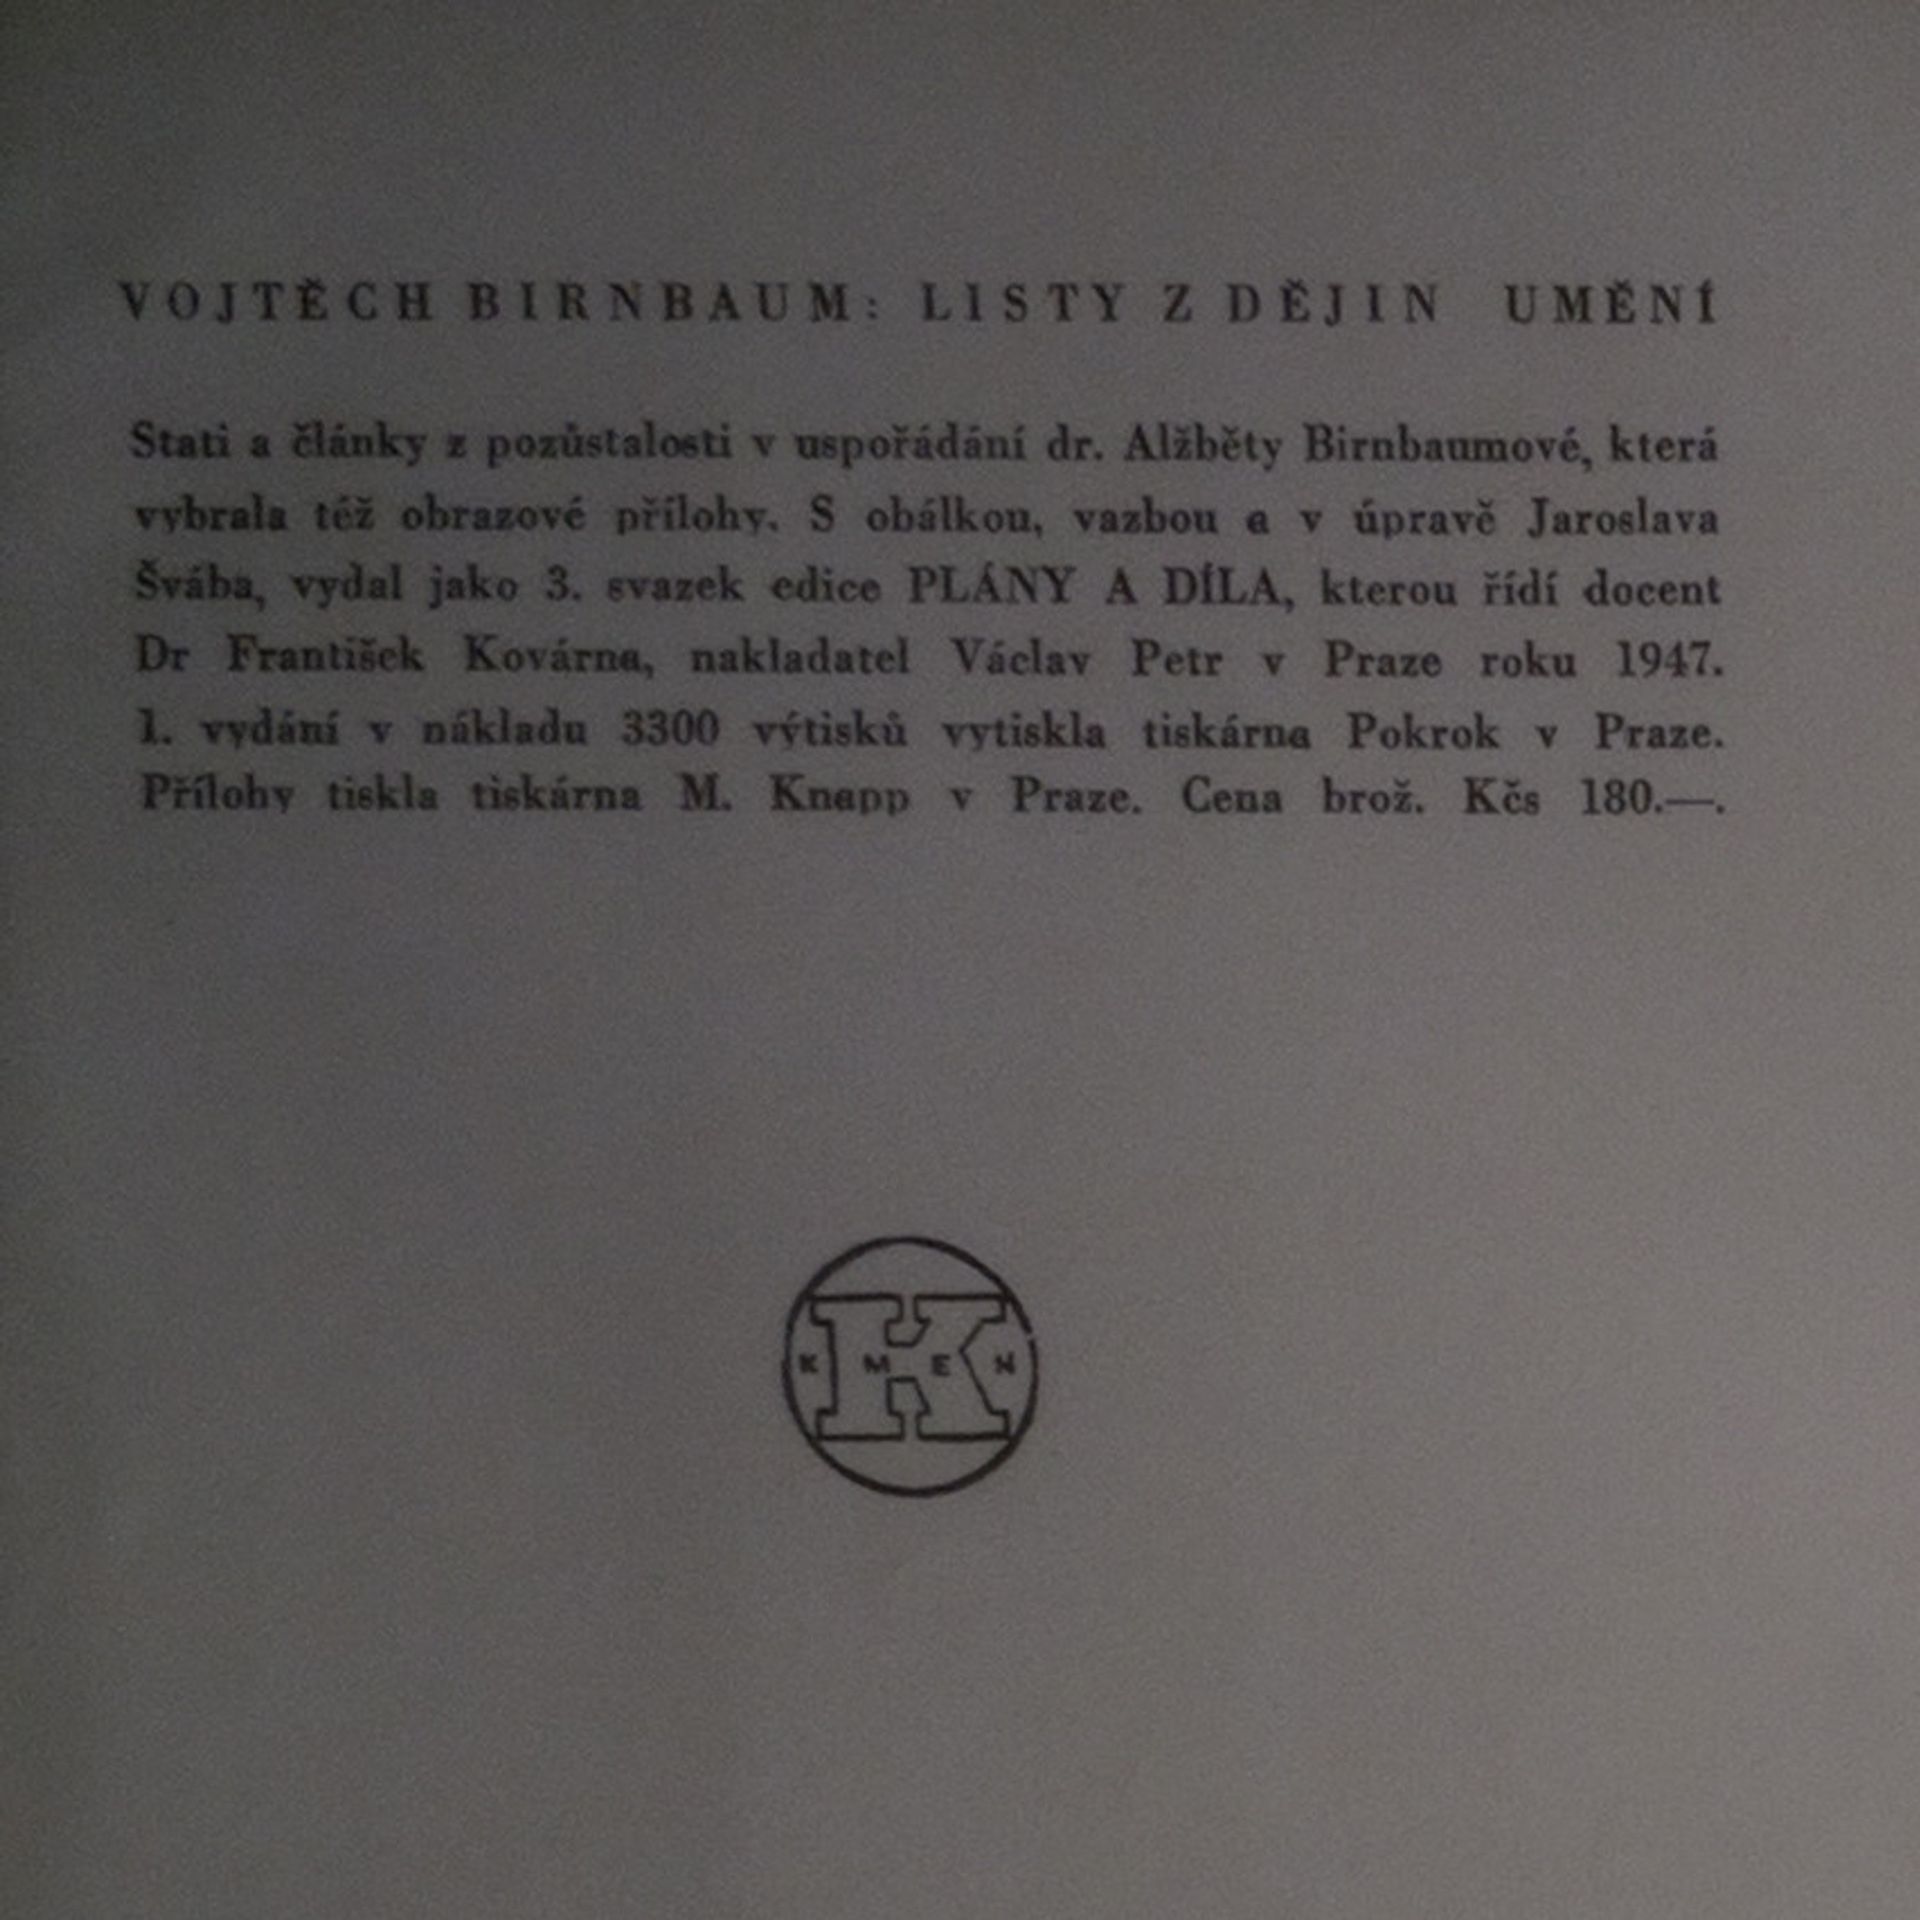 VOJTĚCH BIRNBAUM: LISTY Z DĚJIN UMĚNÍ
Stati a články z pozůstalosti v uspořádání dr. Alžběty Birnbaumové, která
vybrala též obrazové přílohy. S obálkou, vazbou a v úpravě Jaroslava
Švába, vydal jako 3. svazek edice PLÁNY A DÍLA, kterou řídí docent
Dr František Kovárna, nakladatel Václav Petr v Praze roku 1947.
1. vydání v nákladu 3300 výtisků vytiskla tiskárna Pokrok v Praze.
Přílohy tiskla tiskárna M. Knapp v Praze. Cena brož. Kčs 180.—.
K M E N